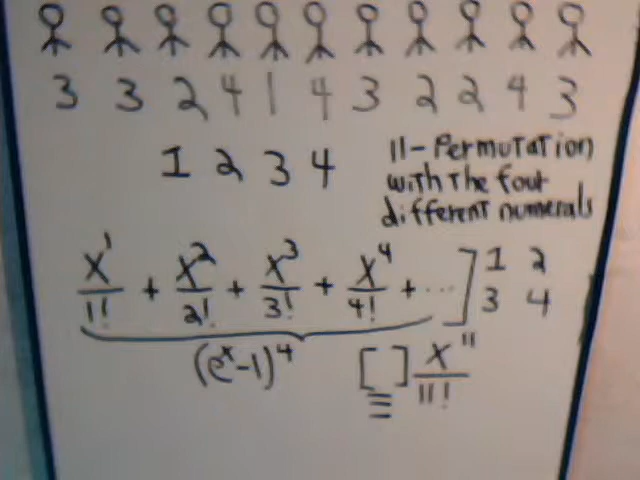 3 3 2 4 1 4 3 2 2 4 3
1 2 3 4
11-Permutation
with the four
different numerals
x^1/1! + x^2/2! + x^3/3! + x^4/4! + ...] 1 2
3 4
(e^x-1)^4 [ ] x^11/11!